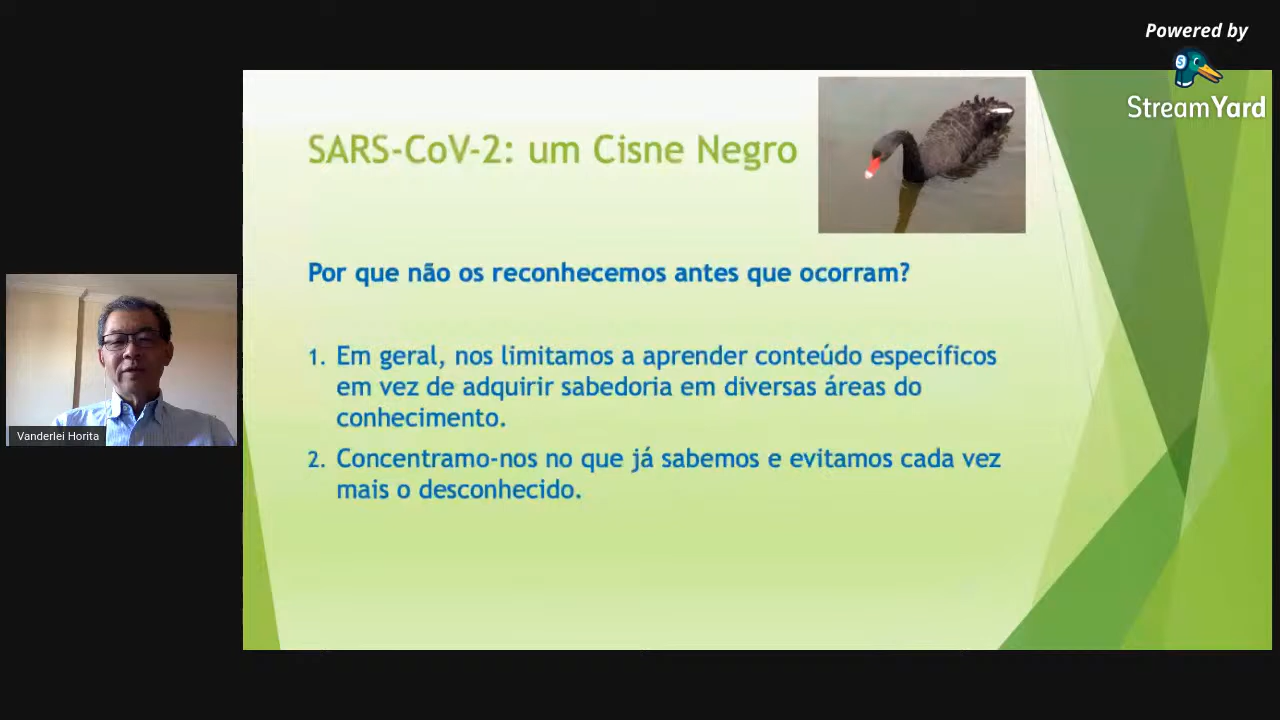 Powered by
StreamYard
SARS-CoV-2: um Cisne Negro
Por que não os reconhecemos antes que ocorram?
1. Em geral, nos limitamos a aprender conteúdo específicos
em vez de adquirir sabedoria em diversas áreas do
conhecimento.
2. Concentramo-nos no que já sabemos e evitamos cada vez
mais o desconhecido.
Vanderlei Horita